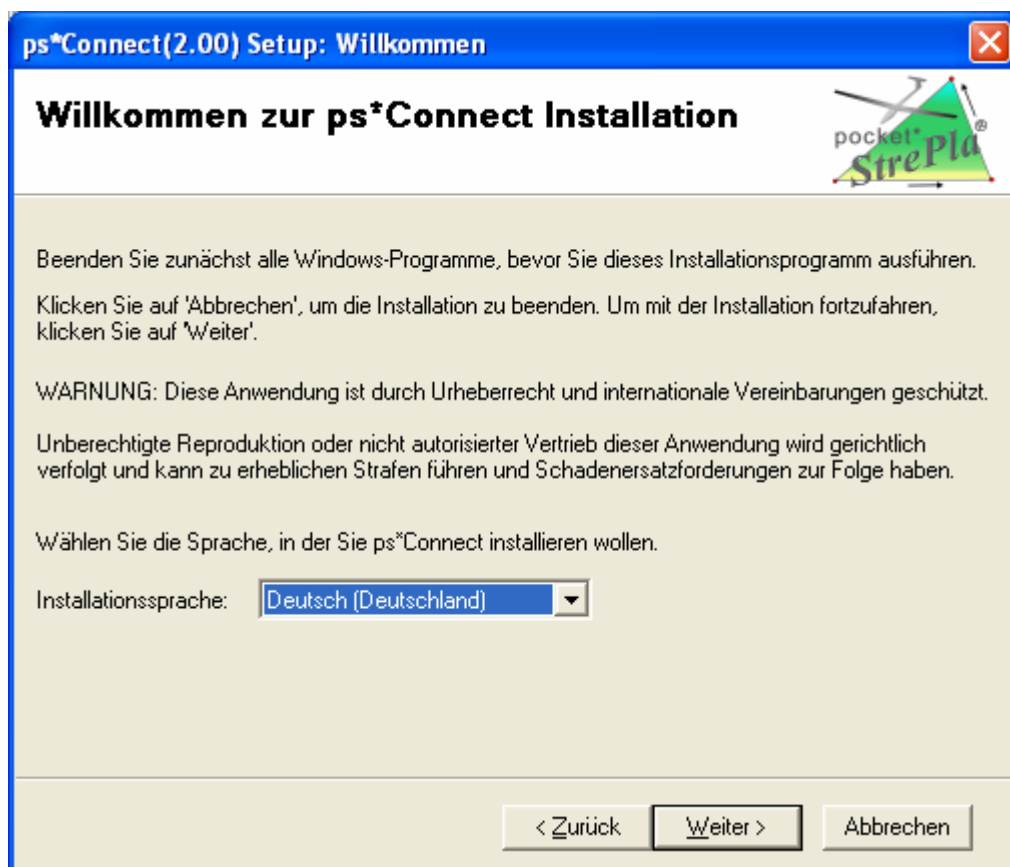 ps*Connect(2.00) Setup: Willkommen
Willkommen zur ps*Connect Installation
pocket*
StrePla®
Beenden Sie zunächst alle Windows-Programme, bevor Sie dieses Installationsprogramm ausführen.
Klicken Sie auf 'Abbrechen', um die Installation zu beenden. Um mit der Installation fortzufahren,
klicken Sie auf 'Weiter'.
WARNUNG: Diese Anwendung ist durch Urheberrecht und internationale Vereinbarungen geschützt.
Unberechtigte Reproduktion oder nicht autorisierter Vertrieb dieser Anwendung wird gerichtlich
verfolgt und kann zu erheblichen Strafen führen und Schadenersatzforderungen zur Folge haben.
Wählen Sie die Sprache, in der Sie ps*Connect installieren wollen.
Installationssprache: Deutsch (Deutschland)
< Zurück Weiter > Abbrechen